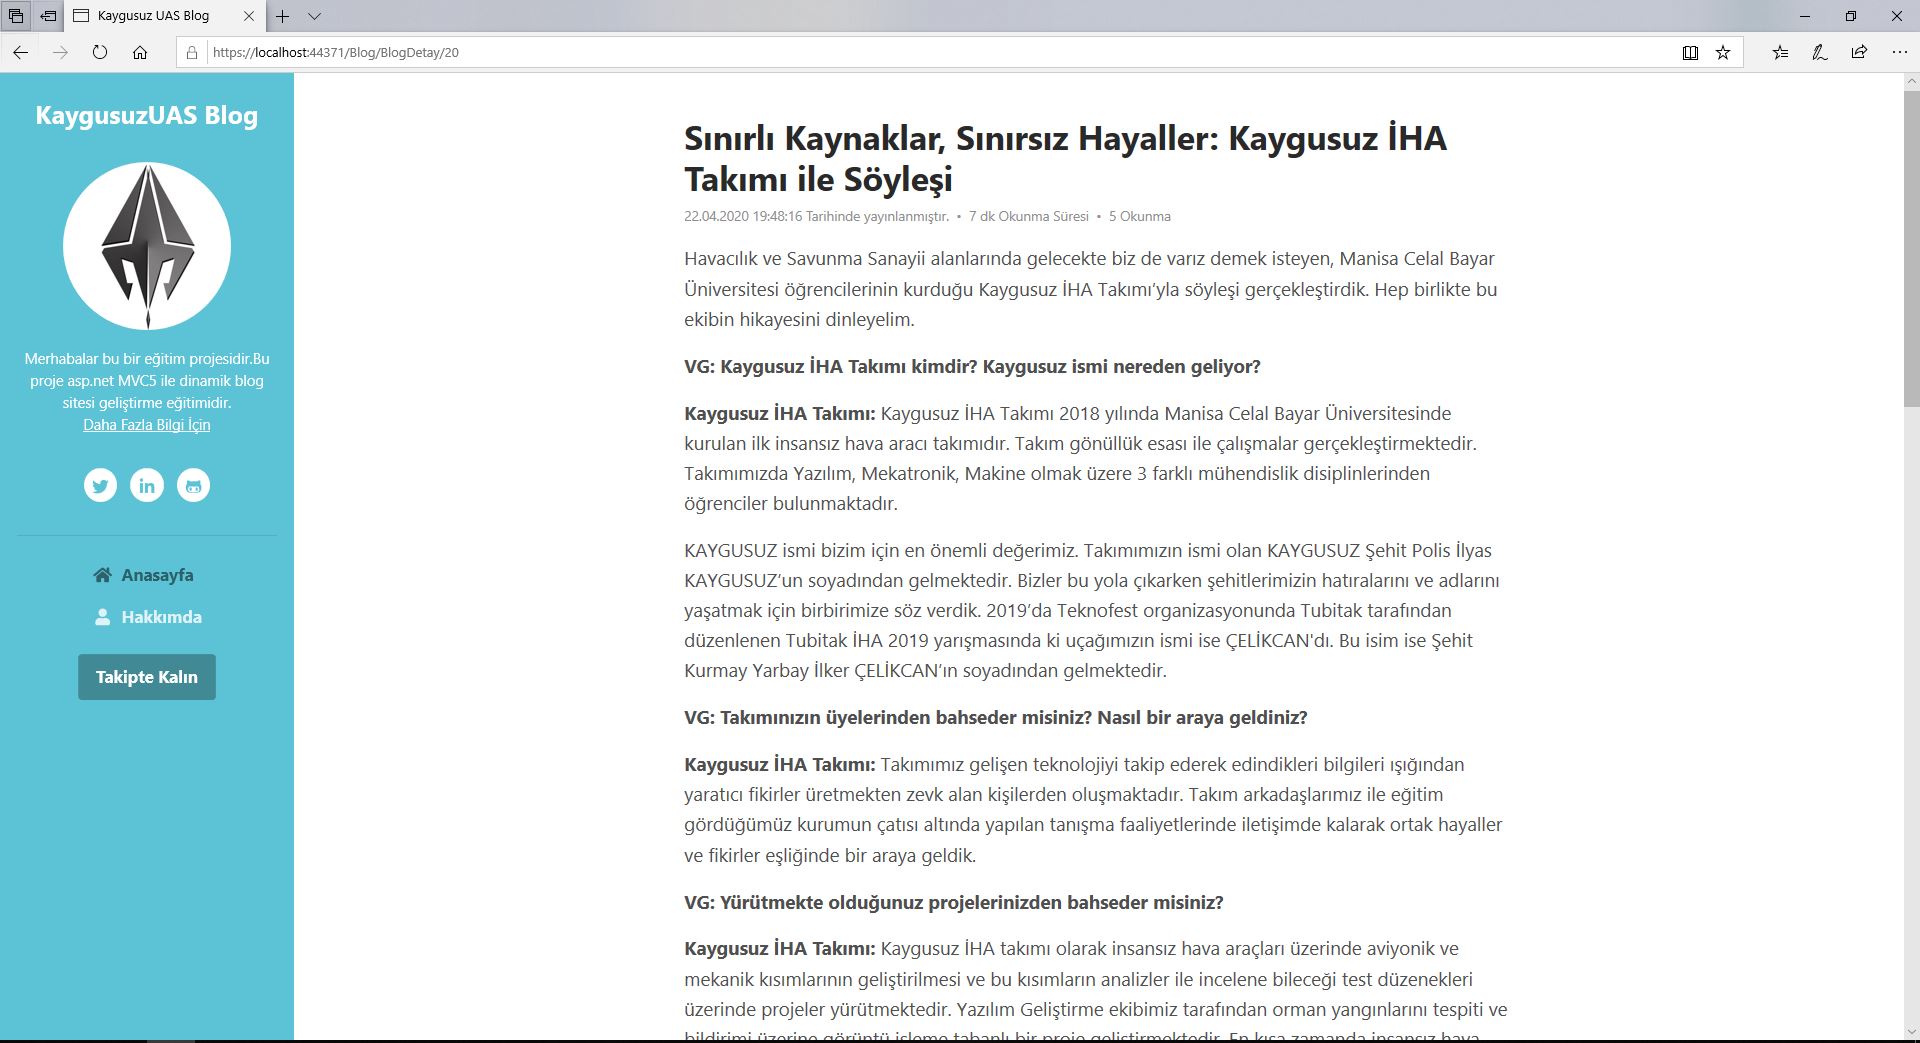 Kaygusuz UAS Blog
https://localhost:44371/Blog/BlogDetay/20
KaygusuzUAS Blog
Merhabalar bu bir eğitim projesidir.Bu
proje asp.net MVC5 ile dinamik blog
sitesi geliştirme eğitimidir.
Daha Fazla Bilgi İçin
in
Anasayfa
Hakkımda
Takipte Kalın
Sınırlı Kaynaklar, Sınırsız Hayaller: Kaygusuz İHA
Takımı ile Söyleşi
22.04.2020 19:48:16 Tarihinde yayınlanmıştır. • 7 dk Okunma Süresi • 5 Okunma
Havacılık ve Savunma Sanayii alanlarında gelecekte biz de varız demek isteyen, Manisa Celal Bayar
Üniversitesi öğrencilerinin kurduğu Kaygusuz İHA Takımı’yla söyleşi gerçekleştirdik. Hep birlikte bu
ekibin hikayesini dinleyelim.
VG: Kaygusuz İHA Takımı kimdir? Kaygusuz ismi nereden geliyor?
Kaygusuz İHA Takımı: Kaygusuz İHA Takımı 2018 yılında Manisa Celal Bayar Üniversitesinde
kurulan ilk insansız hava aracı takımıdır. Takım gönüllük esası ile çalışmalar gerçekleştirmektedir.
Takımımızda Yazılım, Mekatronik, Makine olmak üzere 3 farklı mühendislik disiplinlerinden
öğrenciler bulunmaktadır.
KAYGUSUZ ismi bizim için en önemli değerimiz. Takımımızın ismi olan KAYGUSUZ Şehit Polis İlyas
KAYGUSUZ’un soyadından gelmektedir. Bizler bu yola çıkarken şehitlerimizin hatıralarını ve adlarını
yaşatmak için birbirimize söz verdik. 2019’da Teknofest organizasyonunda Tubitak tarafından
düzenlenen Tubitak İHA 2019 yarışmasında ki uçağımızın ismi ise ÇELİKCAN'dı. Bu isim ise Şehit
Kurmay Yarbay İlker ÇELİKCAN’ın soyadından gelmektedir.
VG: Takımınızın üyelerinden bahseder misiniz? Nasıl bir araya geldiniz?
Kaygusuz İHA Takımı: Takımımız gelişen teknolojiyi takip ederek edindikleri bilgileri ışığından
yaratıcı fikirler üretmekten zevk alan kişilerden oluşmaktadır. Takım arkadaşlarımız ile eğitim
gördüğümüz kurumun çatısı altında yapılan tanışma faaliyetlerinde iletişimde kalarak ortak hayaller
ve fikirler eşliğinde bir araya geldik.
VG: Yürütmekte olduğunuz projelerinizden bahseder misiniz?
Kaygusuz İHA Takımı: Kaygusuz İHA takımı olarak insansız hava araçları üzerinde aviyonik ve
mekanik kısımlarının geliştirilmesi ve bu kısımların analizler ile incelene bileceği test düzenekleri
üzerinde projeler yürütmektedir. Yazılım Geliştirme ekibimiz tarafından orman yangınlarını tespiti ve
bildirimi üzerine görüntü işleme tabanlı bir proje geliştirmektedir. En kısa zamanda insansız hava